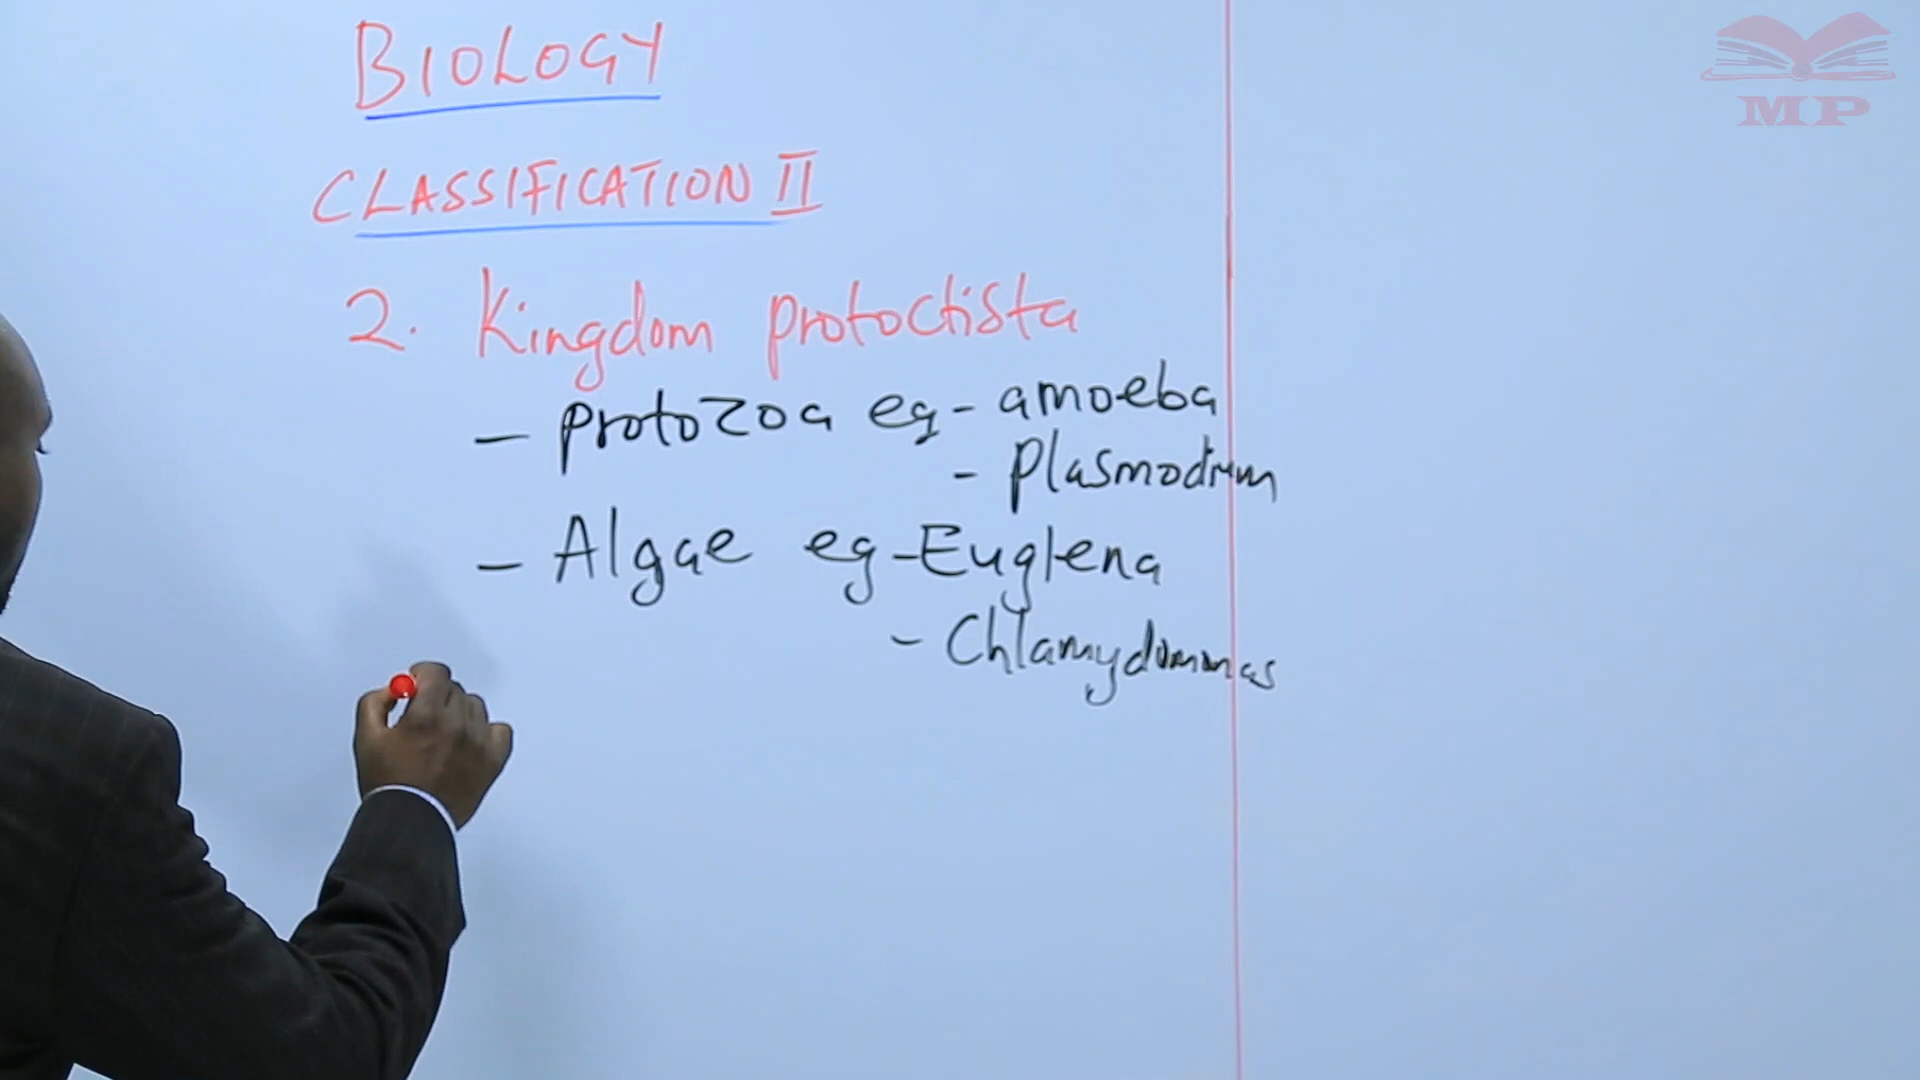 BIOLOGY
CLASSIFICATION II
2. Kingdom protoctista
- protozoa eg - amoeba
- Plasmodium
- Algae eg - Euglena
- Chlamydomonas
MP